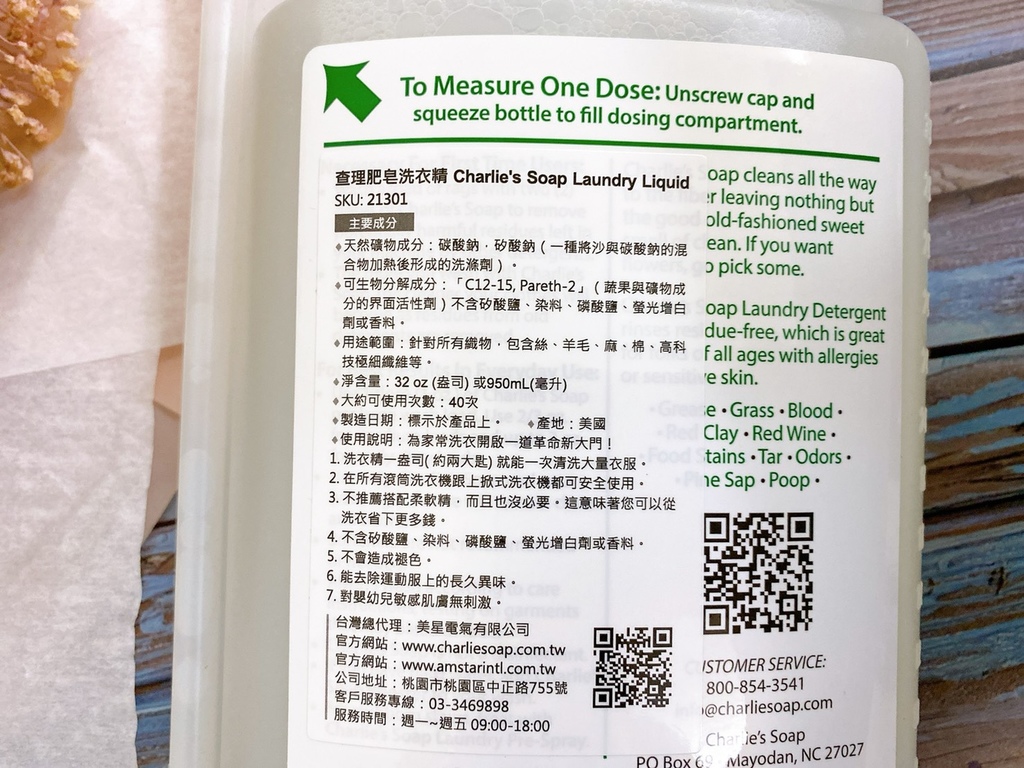 To Measure One Dose: Unscrew cap and
squeeze bottle to fill dosing compartment.
查理肥皂洗衣精 Charlie's Soap Laundry Liquid
SKU: 21301
主要成分
♦天然礦物成分：碳酸鈉，矽酸鈉（一種將沙與碳酸鈉的混
合物加熱後形成的洗滌劑）。
♦可生物分解成分：「C12-15, Pareth-2」（蔬果與礦物成
分的界面活性劑）不含矽酸鹽、染料、磷酸鹽、螢光增白
劑或香料。
♦用途範圍：針對所有織物，包含絲、羊毛、麻、棉、高科
技極細纖維等。
♦淨含量：32 oz (盎司) 或950mL(毫升)
♦大約可使用次數：40次
♦製造日期：標示於產品上。 ♦產地：美國
♦使用說明：為家常洗衣開啟一道革命新大門！
1. 洗衣精一盎司(約兩大匙) 就能一次清洗大量衣服。
2. 在所有滾筒洗衣機跟上掀式洗衣機都可安全使用。
3. 不推薦搭配柔軟精，而且也沒必要。這意味著您可以從
洗衣省下更多錢。
4. 不含矽酸鹽、染料、磷酸鹽、螢光增白劑或香料。
5. 不會造成褪色。
6. 能去除運動服上的長久異味。
7. 對嬰幼兒敏感肌膚無刺激。
台灣總代理：美星電氣有限公司
官方網站：www.charliesoap.com.tw
官方網站：www.amstarintl.com.tw
公司地址：桃園市桃園區中正路755號
客戶服務專線：03-3469898
服務時間：週一~週五 09:00-18:00
oap cleans all the way
r leaving nothing but
old-fashioned sweet
ean. If you want
o pick some.
oap Laundry Detergent
due-free, which is great
f all ages with allergies
e skin.
e • Grass • Blood •
Clay • Red Wine •
tains • Tar • Odors •
ne Sap • Poop •
USTOMER SERVICE:
800-854-3541
@charliesoap.com
Charlie's Soap
PO Box 69 Mayodan, NC 27027